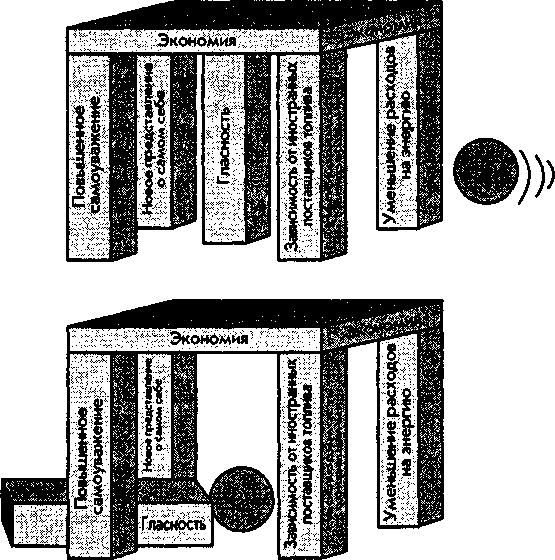 Экономия
Повышенное
самоуважение
Новое представление
о самом себе
Гласность
Зависимость от иностранных
поставщиков топлива
Уменьшение расходов
на энергию
Экономия
Повышенное
самоуважение
Новое представление
о самом себе
Гласность
Зависимость от иностранных
поставщиков топлива
Уменьшение расходов
на энергию